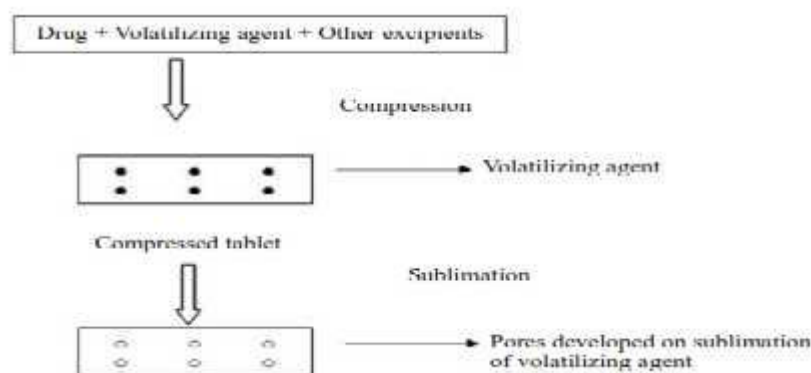 Drug + Volatilizing agent + Other excipients
Compression
Volatilizing agent
Compressed tablet
Sublimation
Pores developed on sublimation
of volatilizing agent